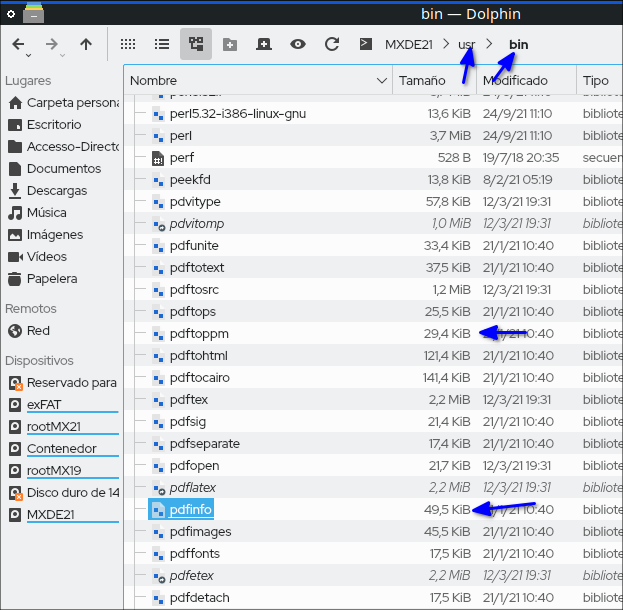 bin — Dolphin
MXDE21 > usr > bin
Lugares
Carpeta persona
Escritorio
Acceso-Directo
Documentos
Descargas
Música
Imágenes
Vídeos
Papelera
Remotos
Red
Dispositivos
Reservado para
exFAT
rootMX21
Contenedor
rootMX19
Disco duro de 14
MXDE21
Nombre Tamaño Modificado Tipo
perl5.32-i386-linux-gnu 13,6 KiB 24/9/21 11:10 bibliote
perl 3,7 MiB 24/9/21 11:10 bibliote
perf 528 B 19/7/18 20:35 secuen
peekfd 13,8 KiB 8/2/21 05:19 bibliote
pdvitype 57,8 KiB 12/3/21 19:31 bibliote
pdvitomp 1,0 MiB 12/3/21 19:31 bibliote
pdfunite 33,4 KiB 21/1/21 10:40 bibliote
pdftotext 37,5 KiB 21/1/21 10:40 bibliote
pdftosrc 1,2 MiB 12/3/21 19:31 bibliote
pdftops 25,5 KiB 21/1/21 10:40 bibliote
pdftoppm 29,4 KiB 21/1/21 10:40 bibliote
pdftohtml 121,4 KiB 21/1/21 10:40 bibliote
pdftocairo 141,4 KiB 21/1/21 10:40 bibliote
pdftex 2,2 MiB 12/3/21 19:31 bibliote
pdfsig 21,4 KiB 21/1/21 10:40 bibliote
pdfseparate 17,4 KiB 21/1/21 10:40 bibliote
pdfopen 21,7 KiB 12/3/21 19:31 bibliote
pdflatex 2,2 MiB 12/3/21 19:31 bibliote
pdfinfo 49,5 KiB 21/1/21 10:40 bibliote
pdfimages 45,5 KiB 21/1/21 10:40 bibliote
pdffonts 17,5 KiB 21/1/21 10:40 bibliote
pdfetex 2,2 MiB 12/3/21 19:31 bibliote
pdfdetach 17,5 KiB 21/1/21 10:40 bibliote